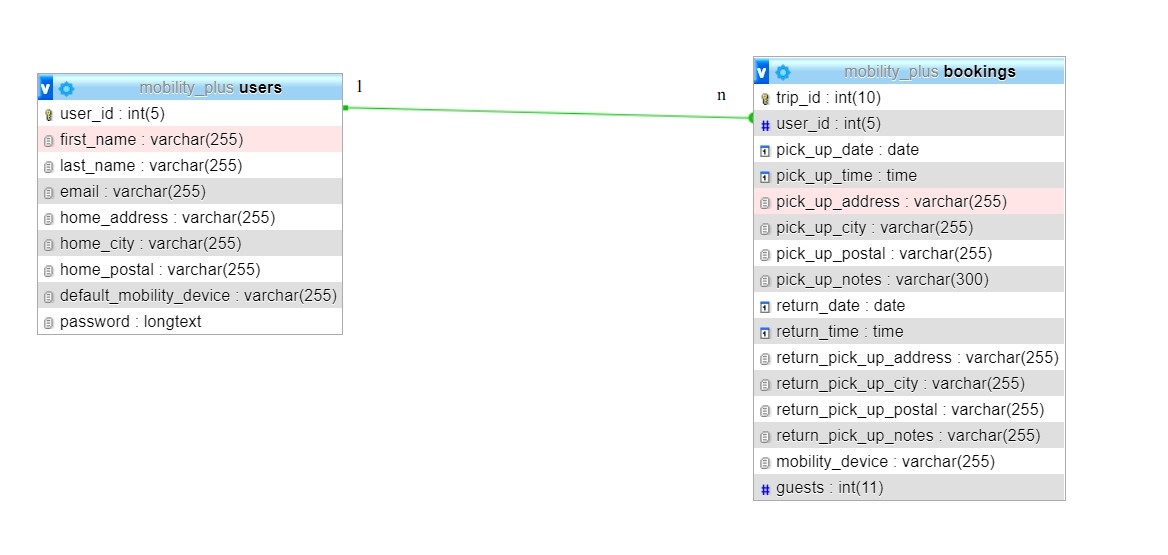 v mobility_plus users
user_id : int(5)
first_name : varchar(255)
last_name : varchar(255)
email : varchar(255)
home_address : varchar(255)
home_city : varchar(255)
home_postal : varchar(255)
default_mobility_device : varchar(255)
password : longtext
1
n
v mobility_plus bookings
trip_id : int(10)
# user_id : int(5)
pick_up_date : date
pick_up_time : time
pick_up_address : varchar(255)
pick_up_city : varchar(255)
pick_up_postal : varchar(255)
pick_up_notes : varchar(300)
return_date : date
return_time : time
return_pick_up_address : varchar(255)
return_pick_up_city : varchar(255)
return_pick_up_postal : varchar(255)
return_pick_up_notes : varchar(255)
mobility_device : varchar(255)
# guests : int(11)